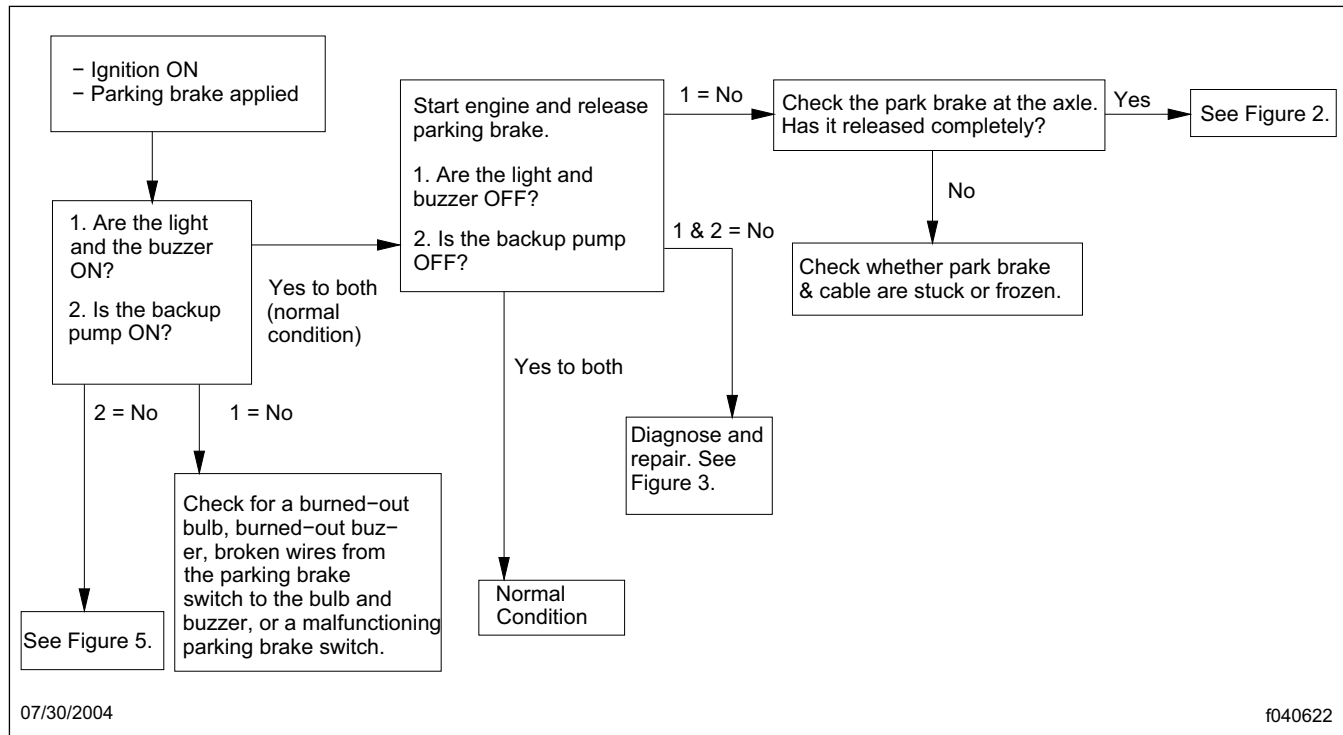 − Ignition ON
− Parking brake applied
1. Are the light
and the buzzer
ON?
2. Is the backup
pump ON?
Yes to both
(normal
condition)
2 = No
1 = No
See Figure 5.
Check for a burned−out
bulb, burned−out buz−
er, broken wires from
the parking brake
switch to the bulb and
buzzer, or a malfunctioning
parking brake switch.
Start engine and release
parking brake.
1. Are the light and
buzzer OFF?
2. Is the backup pump
OFF?
1 = No
1 & 2 = No
Yes to both
Normal
Condition
Diagnose and
repair. See
Figure 3.
Check the park brake at the axle.
Has it released completely?
Yes
See Figure 2.
No
Check whether park brake
& cable are stuck or frozen.
07/30/2004
f040622